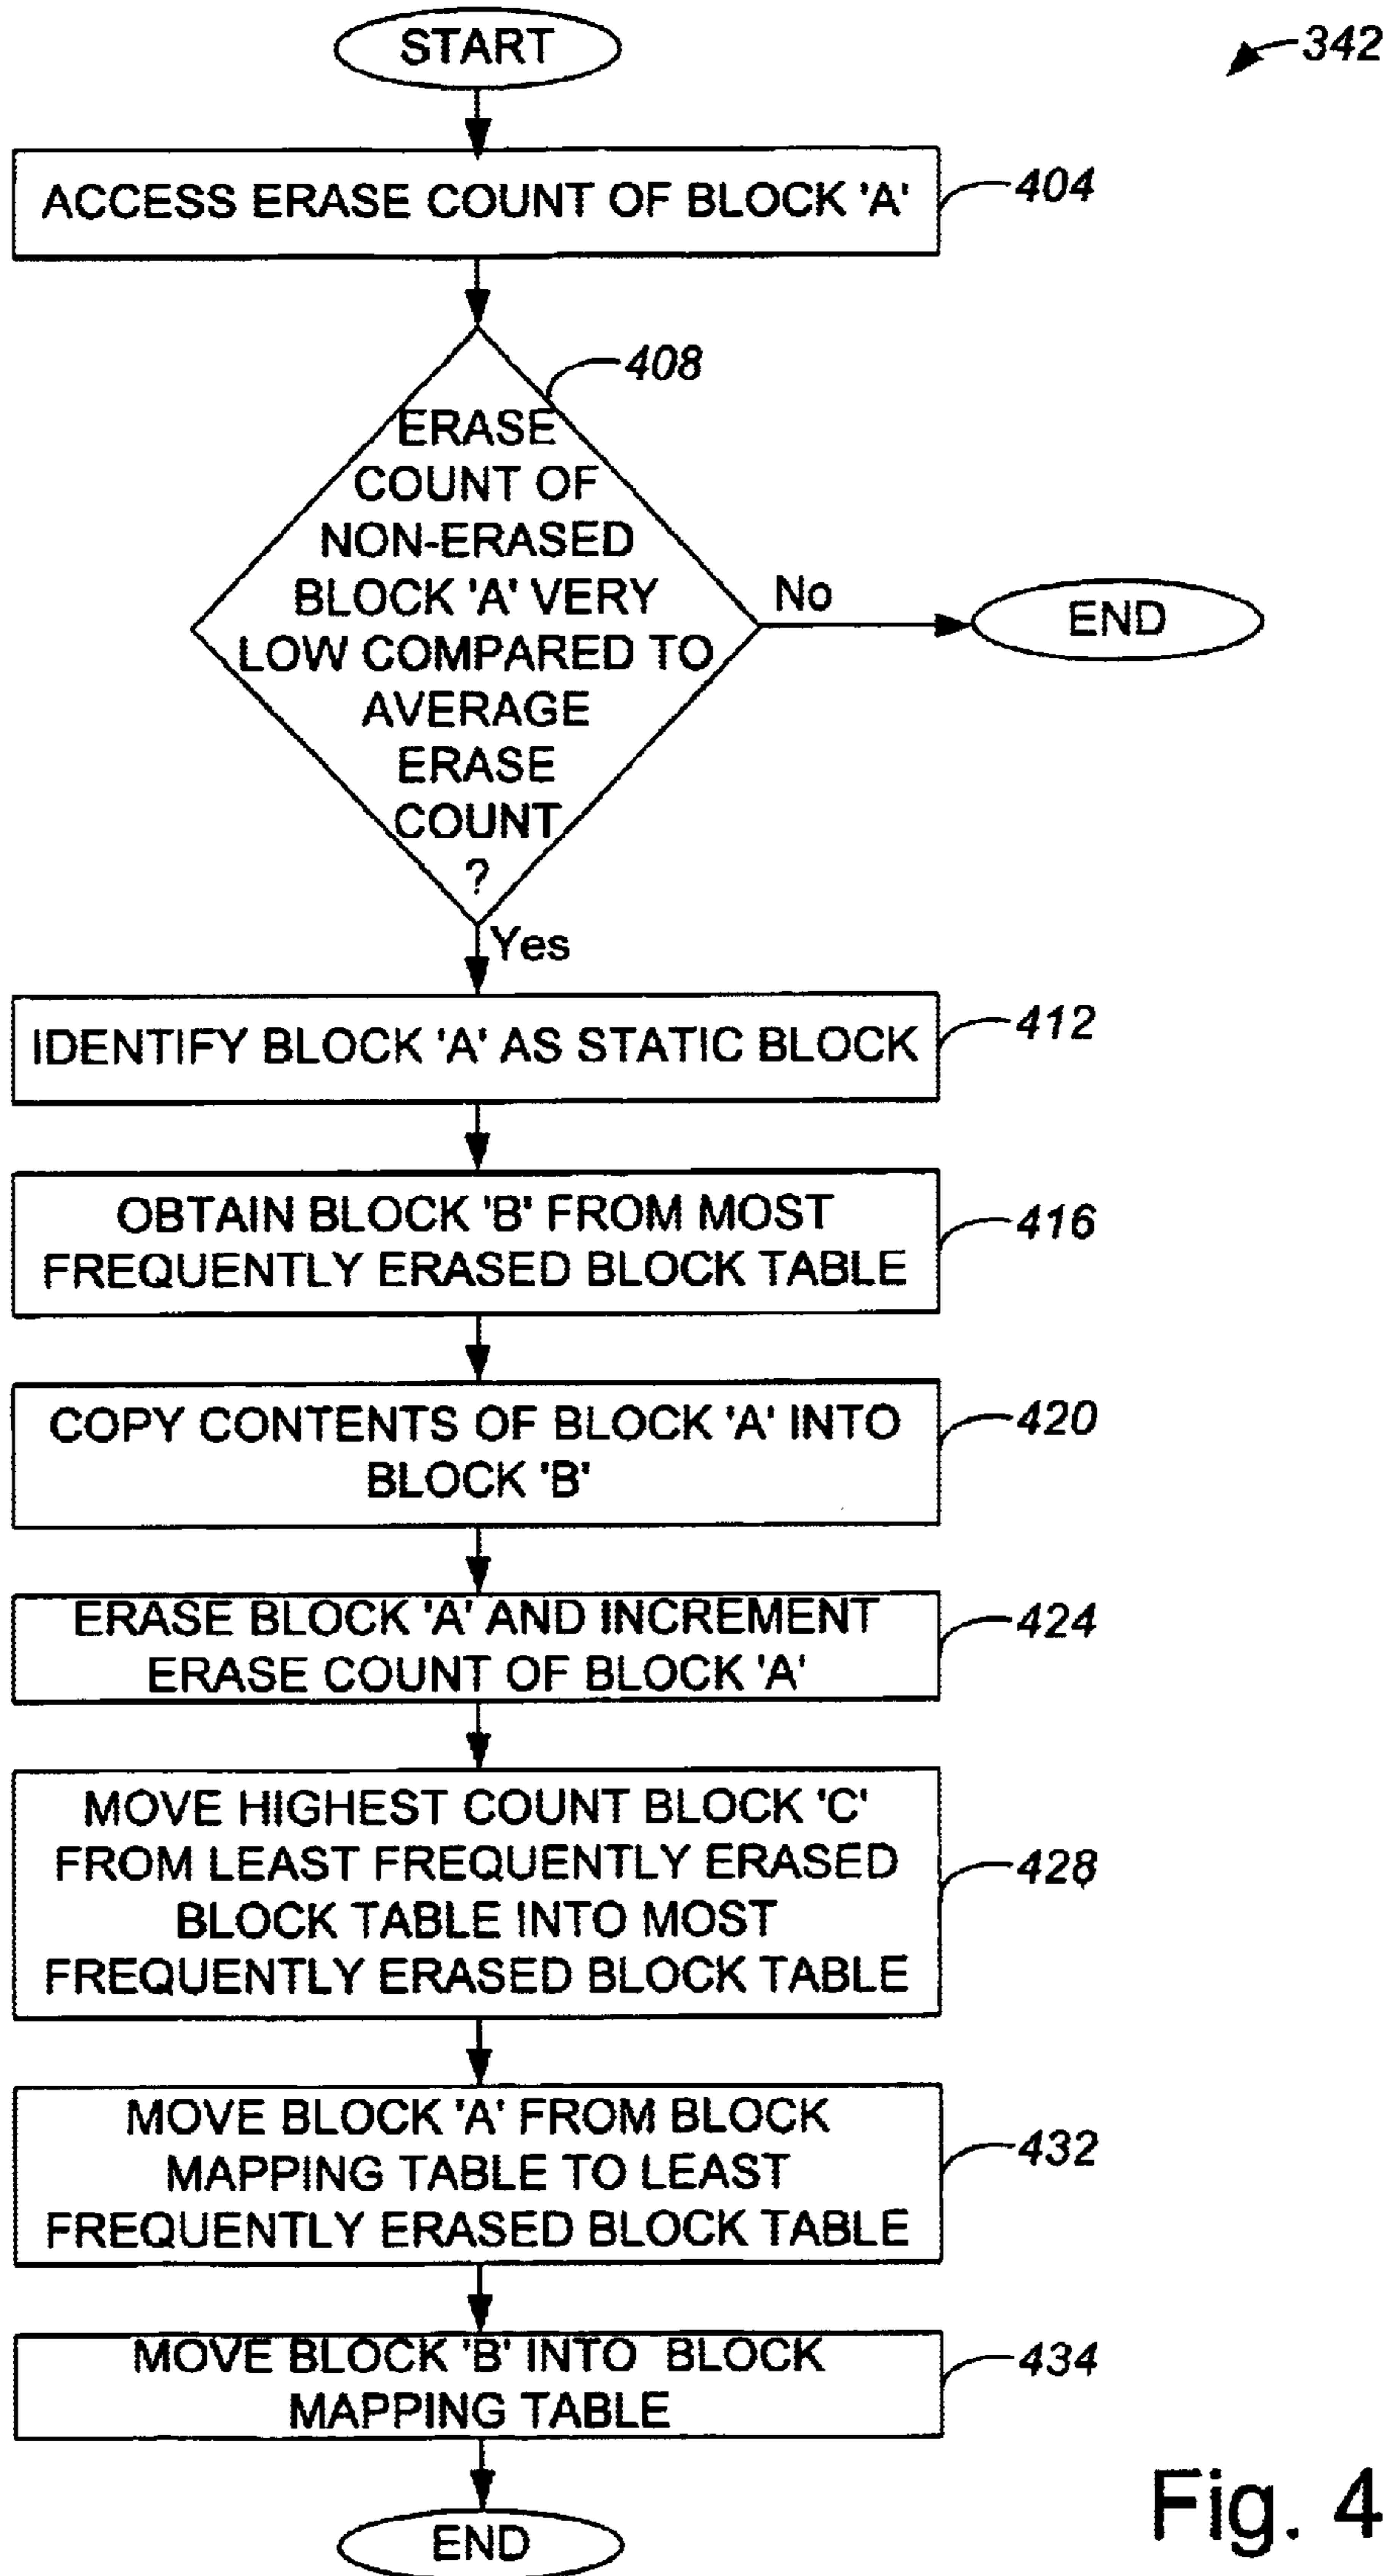 START
342
ACCESS ERASE COUNT OF BLOCK 'A'
404
408
ERASE
COUNT OF
NON-ERASED
BLOCK 'A' VERY
LOW COMPARED TO
AVERAGE
ERASE
COUNT
?
No
END
Yes
IDENTIFY BLOCK 'A' AS STATIC BLOCK
412
OBTAIN BLOCK 'B' FROM MOST
FREQUENTLY ERASED BLOCK TABLE
416
COPY CONTENTS OF BLOCK 'A' INTO
BLOCK 'B'
420
ERASE BLOCK 'A' AND INCREMENT
ERASE COUNT OF BLOCK 'A'
424
MOVE HIGHEST COUNT BLOCK 'C'
FROM LEAST FREQUENTLY ERASED
BLOCK TABLE INTO MOST
FREQUENTLY ERASED BLOCK TABLE
428
MOVE BLOCK 'A' FROM BLOCK
MAPPING TABLE TO LEAST
FREQUENTLY ERASED BLOCK TABLE
432
MOVE BLOCK 'B' INTO BLOCK
MAPPING TABLE
434
END
Fig. 4